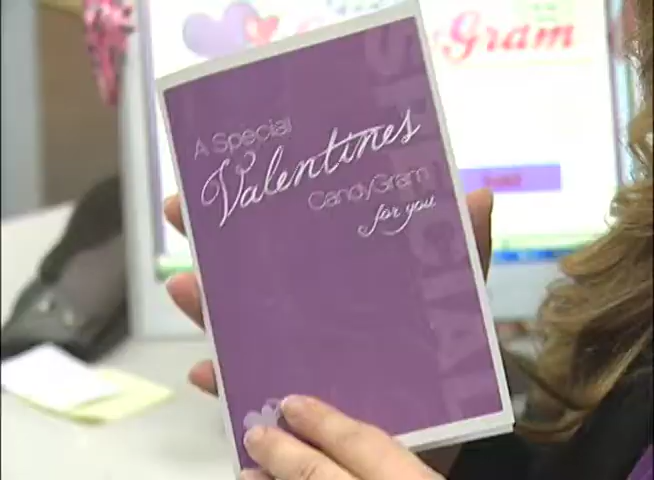 Gram
A Special
Valentines
CandyGram
for you
SPECIAL